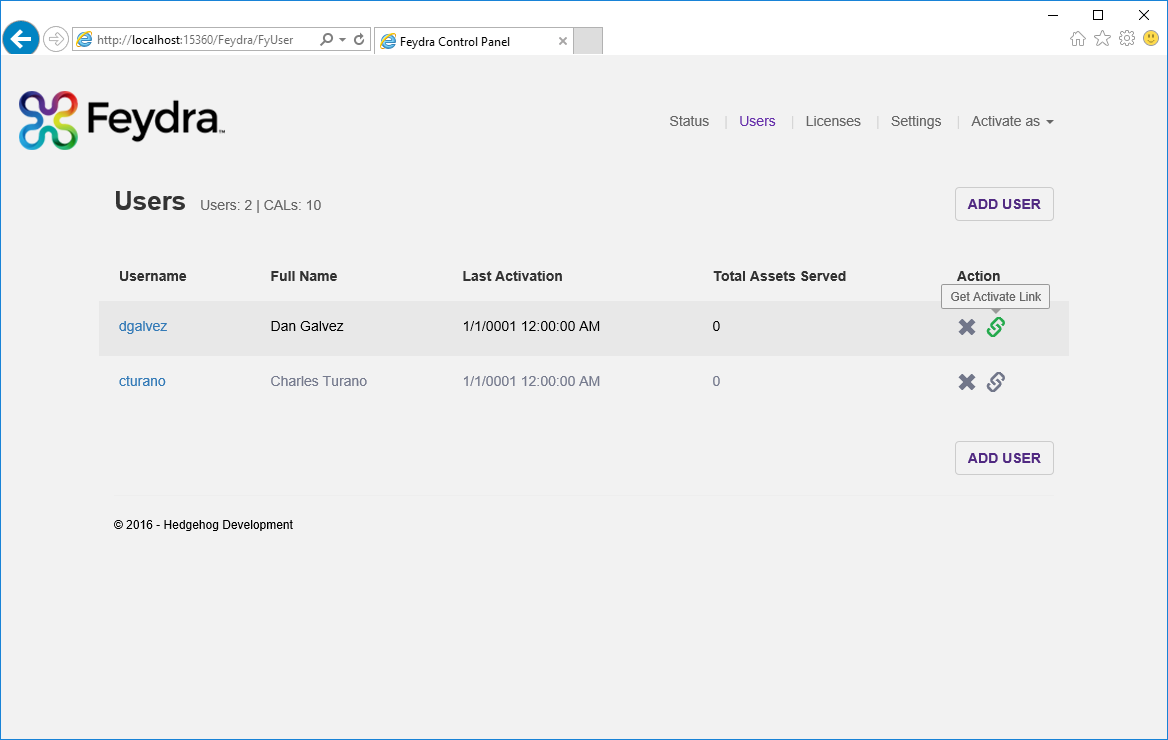 http://localhost:15360/Feydra/FyUser
Feydra Control Panel
Feydra™
Status | Users | Licenses | Settings | Activate as
Users Users: 2 | CALs: 10 ADD USER
Username Full Name Last Activation Total Assets Served Action
Get Activate Link
dgalvez Dan Galvez 1/1/0001 12:00:00 AM 0
cturano Charles Turano 1/1/0001 12:00:00 AM 0
ADD USER
© 2016 - Hedgehog Development